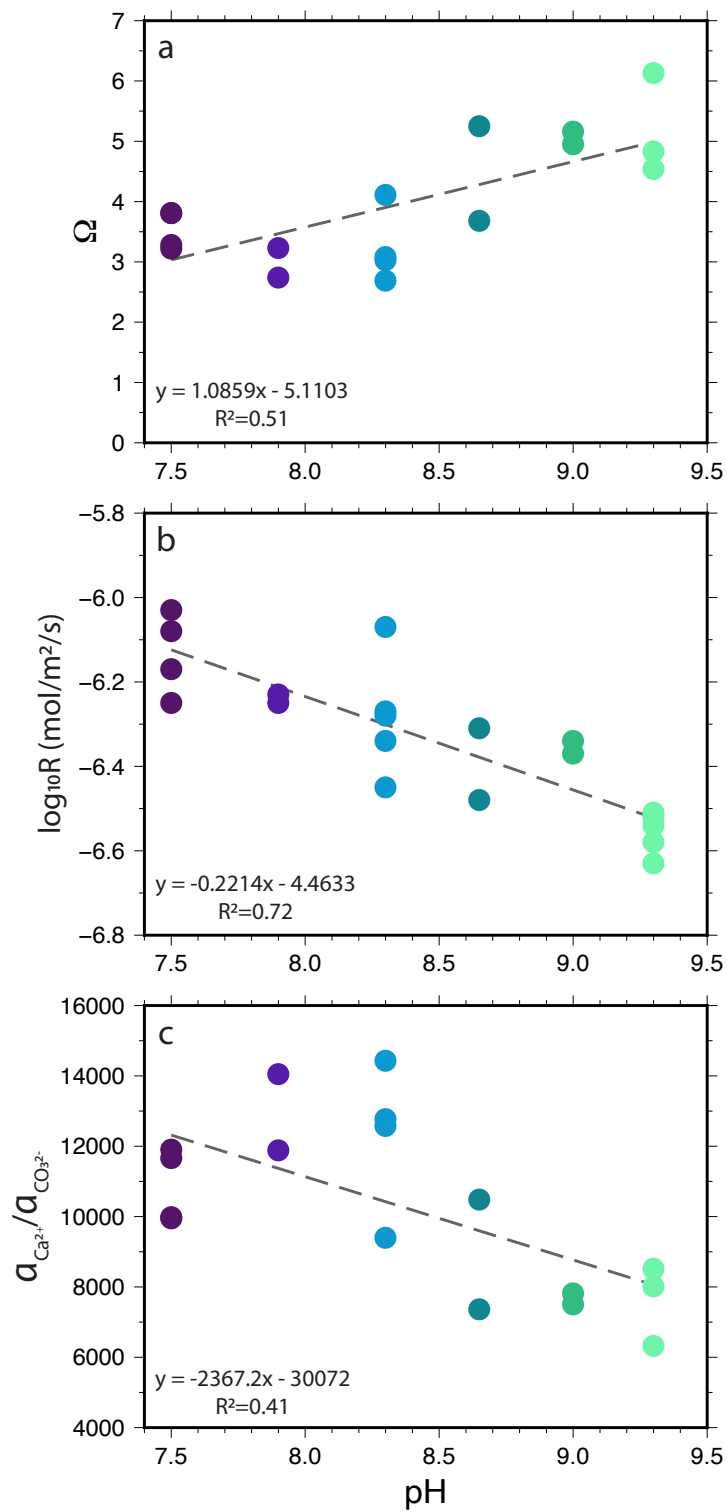 a
7
6
5
4
3
2
1
0
Ω
y = 1.0859x - 5.1103
R²=0.51
7.5 8.0 8.5 9.0 9.5
b
−5.8
−6.0
−6.2
−6.4
−6.6
−6.8
log₁₀R (mol/m²/s)
y = -0.2214x - 4.4633
R²=0.72
7.5 8.0 8.5 9.0 9.5
c
16000
14000
12000
10000
8000
6000
4000
a Ca²⁺/a CO₃²⁻
y = -2367.2x - 30072
R²=0.41
7.5 8.0 8.5 9.0 9.5
pH